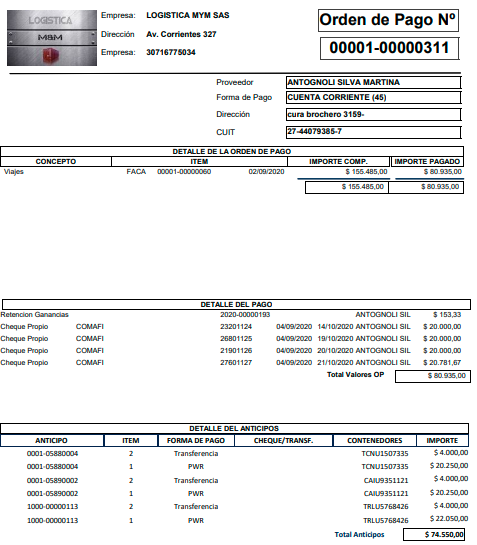 LOGISTICA
M&M
Empresa: LOGISTICA MYM SAS
Dirección Av. Corrientes 327
Empresa: 30716775034
Orden de Pago Nº
00001-00000311
Proveedor ANTOGNOLI SILVA MARTINA
Forma de Pago CUENTA CORRIENTE (45)
Dirección cura brochero 3159-
CUIT 27-44079385-7
DETALLE DE LA ORDEN DE PAGO
CONCEPTO ITEM IMPORTE COMP. IMPORTE PAGADO
Viajes FACA 00001-00000060 02/09/2020 $ 155.485,00 $ 80.935,00
$ 155.485,00 $ 80.935,00
DETALLE DEL PAGO
Retencion Ganancias 2020-00000193 ANTOGNOLI SIL $ 153,33
Cheque Propio COMAFI 23201124 04/09/2020 14/10/2020 ANTOGNOLI SIL $ 20.000,00
Cheque Propio COMAFI 26801125 04/09/2020 19/10/2020 ANTOGNOLI SIL $ 20.000,00
Cheque Propio COMAFI 21901126 04/09/2020 20/10/2020 ANTOGNOLI SIL $ 20.000,00
Cheque Propio COMAFI 27601127 04/09/2020 21/10/2020 ANTOGNOLI SIL $ 20.781,67
Total Valores OP $ 80.935,00
DETALLE DEL ANTICIPOS
ANTICIPO ITEM FORMA DE PAGO CHEQUE/TRANSF. CONTENEDORES IMPORTE
0001-05880004 2 Transferencia TCNU1507335 $ 4.000,00
0001-05880004 1 PWR TCNU1507335 $ 20.250,00
0001-05890002 2 Transferencia CAIU9351121 $ 4.000,00
0001-05890002 1 PWR CAIU9351121 $ 20.250,00
1000-00000113 2 Transferencia TRLU5768426 $ 4.000,00
1000-00000113 1 PWR TRLU5768426 $ 22.050,00
Total Anticipos $ 74.550,00